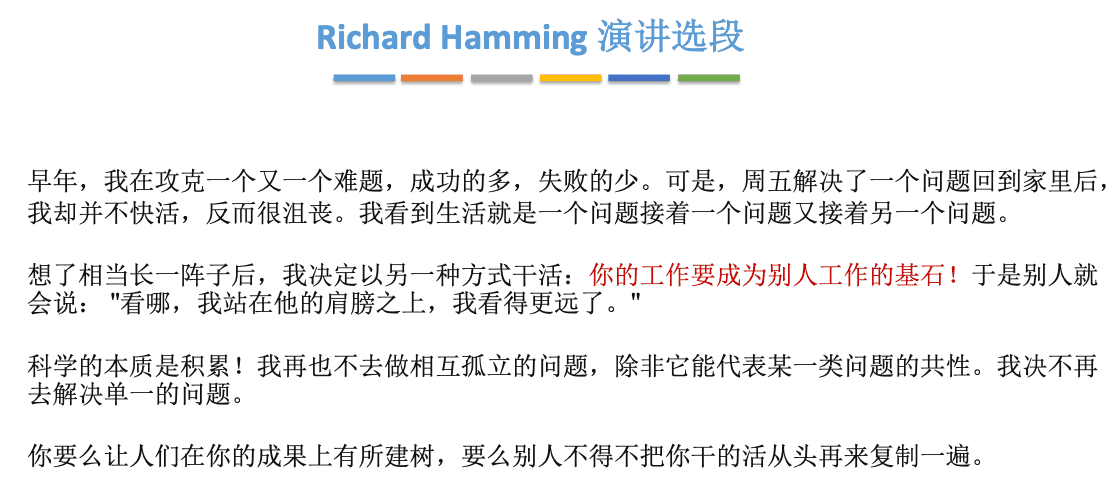 Richard Hamming 演讲选段
早年，我在攻克一个又一个难题，成功的多，失败的少。可是，周五解决了一个问题回到家里后，
我却并不快活，反而很沮丧。我看到生活就是一个问题接着一个问题又接着另一个问题。
想了相当长一阵子后，我决定以另一种方式干活：你的工作要成为别人工作的基石！于是别人就
会说： "看哪，我站在他的肩膀之上，我看得更远了。"
科学的本质是积累！我再也不去做相互孤立的问题，除非它能代表某一类问题的共性。我决不再
去解决单一的问题。
你要么让人们在你的成果上有所建树，要么别人不得不把你干的活从头再来复制一遍。